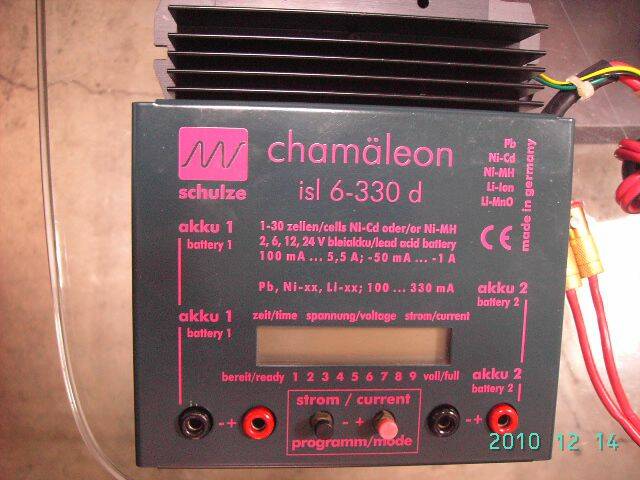 chamäleon
isl 6-330 d
schulze
Pb
Ni-Cd
Ni-MH
Li-Ion
Li-MnO
made in germany
CE
akku 1
battery 1
1-30 zellen/cells Ni-Cd oder/or Ni-MH
2, 6, 12, 24 V bleiakku/lead acid battery
100 mA ... 5,5 A; -50 mA ... -1 A
Pb, Ni-xx, Li-xx; 100 ... 330 mA
akku 2
battery 2
akku 1
battery 1
zeit/time spannung/voltage strom/current
bereit/ready 1 2 3 4 5 6 7 8 9 voll/full
akku 2
battery 2
strom / current
- + - + - +
programm/mode
2010 12 14